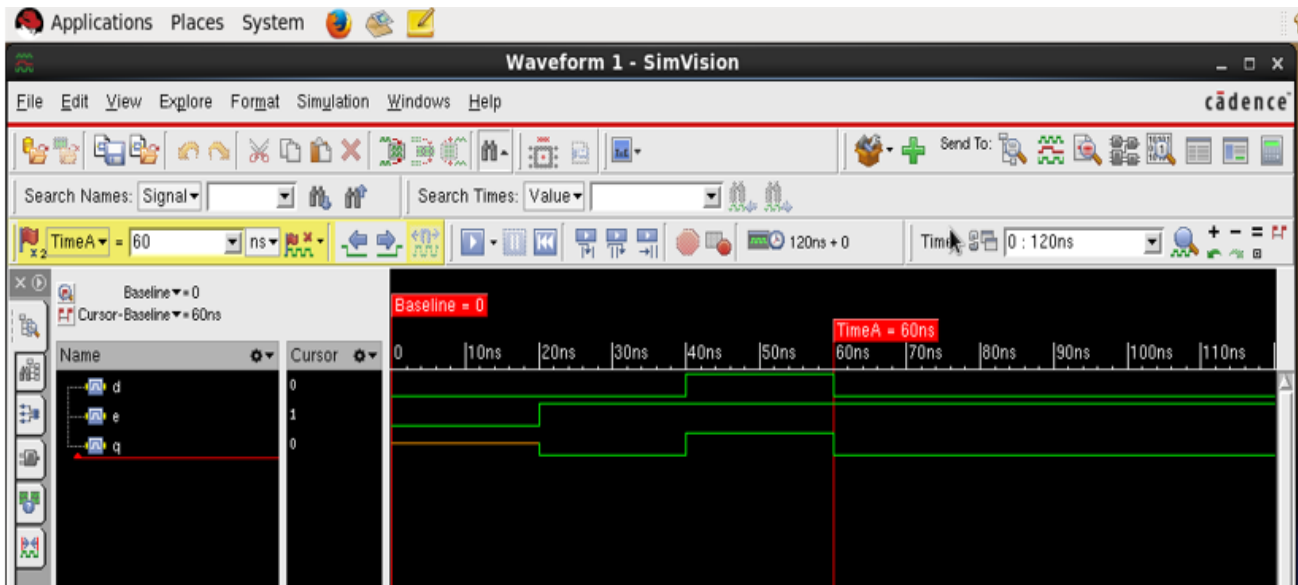 Applications Places System
Waveform 1 - SimVision
File Edit View Explore Format Simulation Windows Help
cādence
Send To:
Search Names: Signal
Search Times: Value
x2 TimeA = 60 ns
120ns + 0
Time 0 : 120ns
Baseline = 0
Cursor-Baseline = 60ns
Baseline = 0
TimeA = 60ns
Name Cursor 0 10ns 20ns 30ns 40ns 50ns 60ns 70ns 80ns 90ns 100ns 110ns
d 0
e 1
q 0